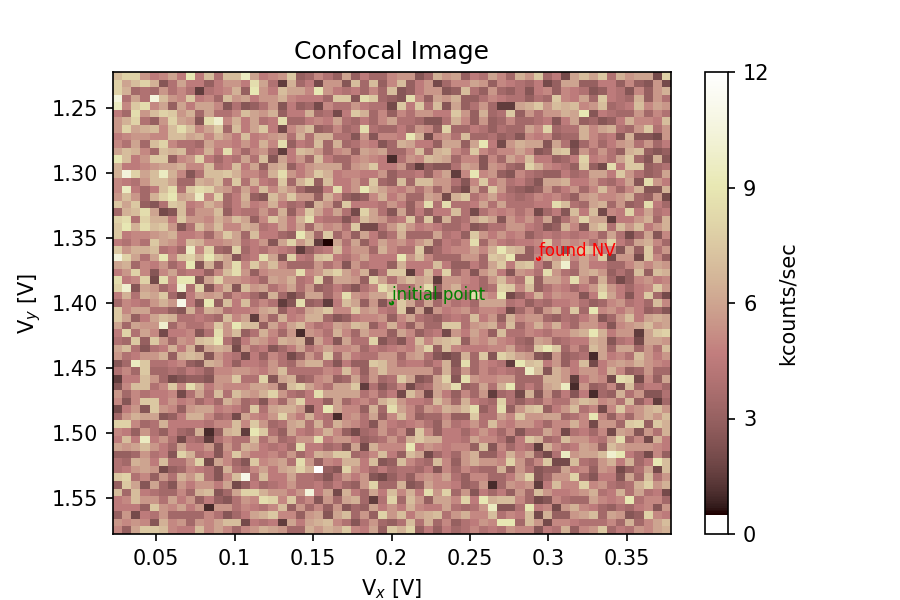 Confocal Image
12
1.25
1.30
9
1.35
found NV
initial point
1.40
6
V_y [V]
kcounts/sec
1.45
3
1.50
1.55
0
0.05 0.1 0.15 0.2 0.25 0.3 0.35
V_x [V]